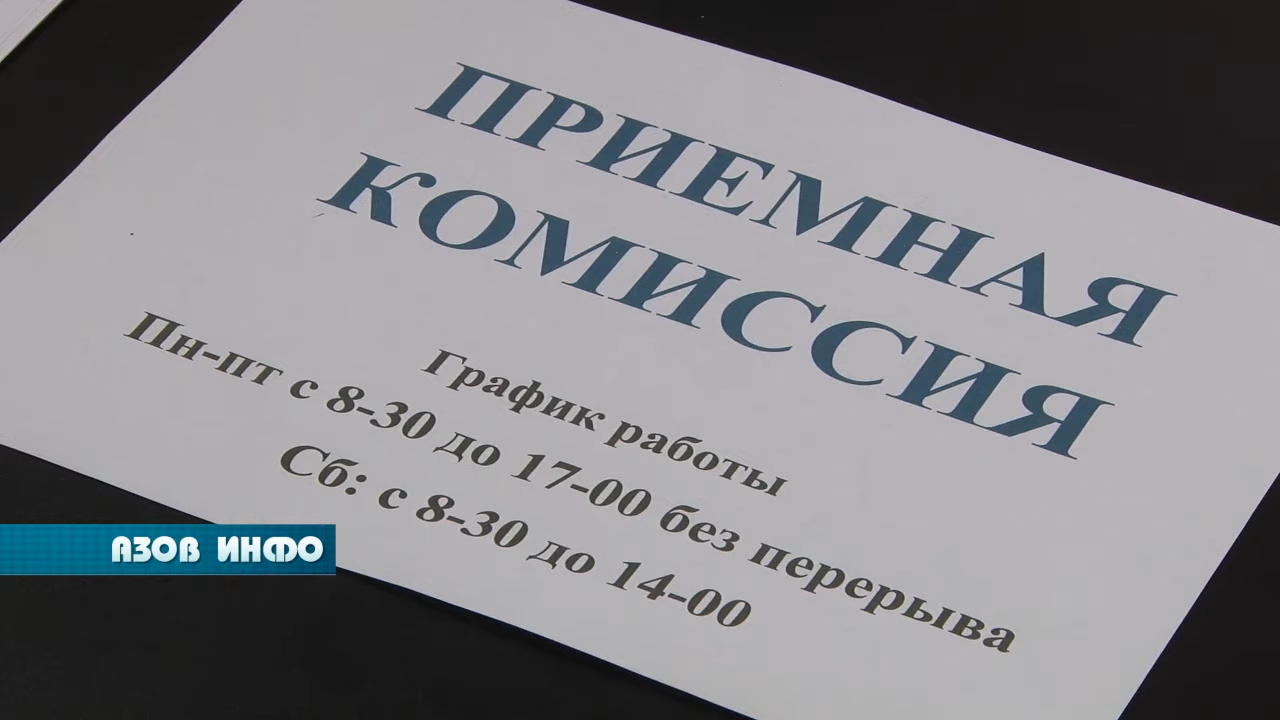 ПРИЕМНАЯ
КОМИССИЯ
График работы
Пн-пт с 8-30 до 17-00 без перерыва
Сб: с 8-30 до 14-00
АЗОВ ИНФО